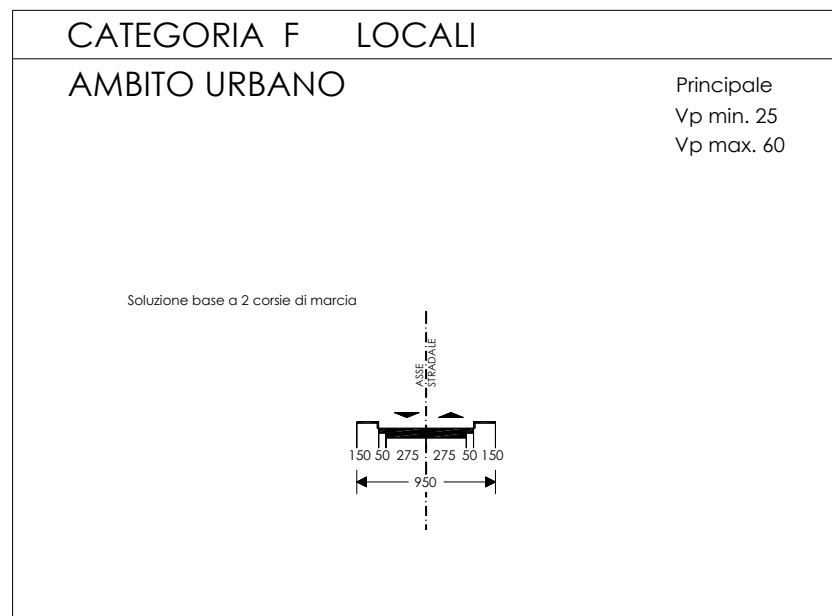 CATEGORIA F LOCALI
AMBITO URBANO
Principale
Vp min. 25
Vp max. 60
Soluzione base a 2 corsie di marcia
ASSE
STRADALE
150 50 275 275 50 150
950